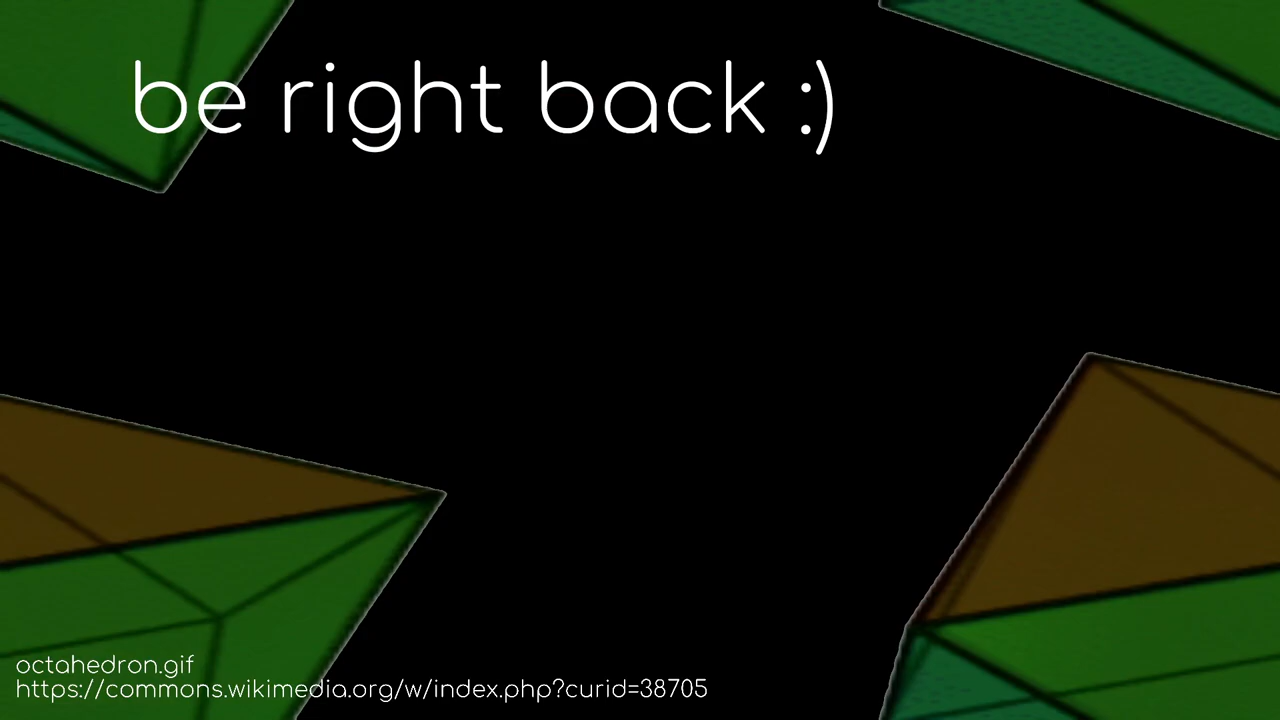 be right back :)
octahedron.gif
https://commons.wikimedia.org/w/index.php?curid=38705